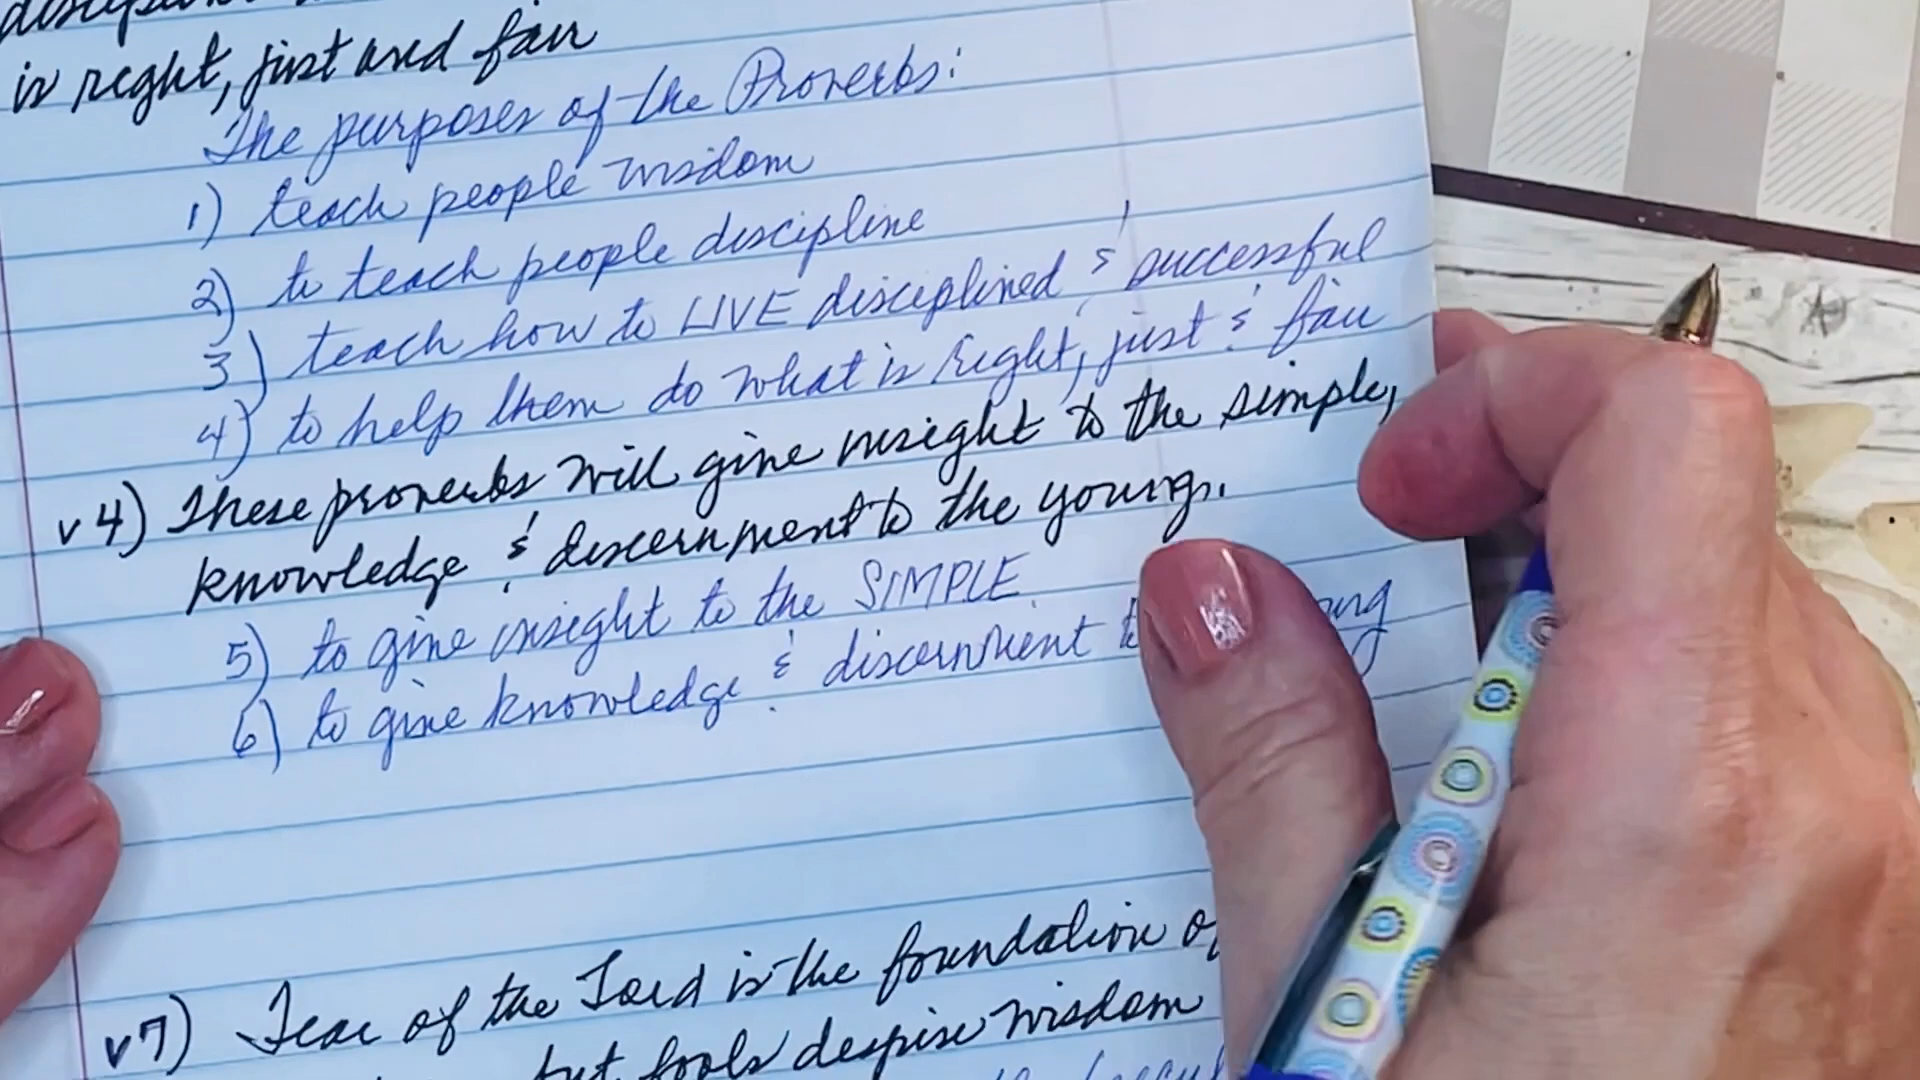 is right, just and fair
The purposes of the Proverbs:
1) teach people wisdom
2) to teach people discipline
3) teach how to LIVE disciplined & successful
4) to help them do what is right, just & fair
v4) These proverbs will give insight to the simple,
knowledge & discernment to the young.
5) to give insight to the SIMPLE
6) to give knowledge & discernment
v7) Fear of the Lord is the foundation
but fools despise wisdom